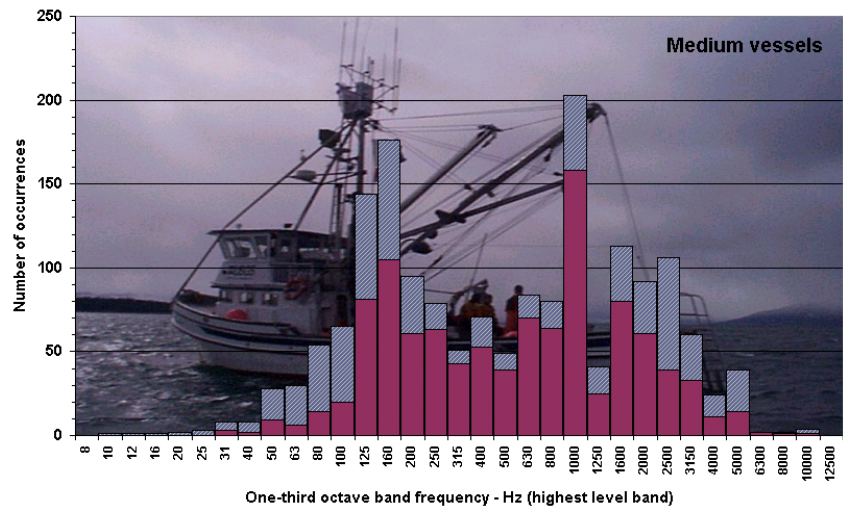 Medium vessels
250
200
150
100
50
0
Number of occurrences
8 10 12 16 20 25 31 40 50 63 80 100 125 160 200 250 315 400 500 630 800 1000 1250 1600 2000 2500 3150 4000 5000 6300 8000 10000 12500
One-third octave band frequency - Hz (highest level band)